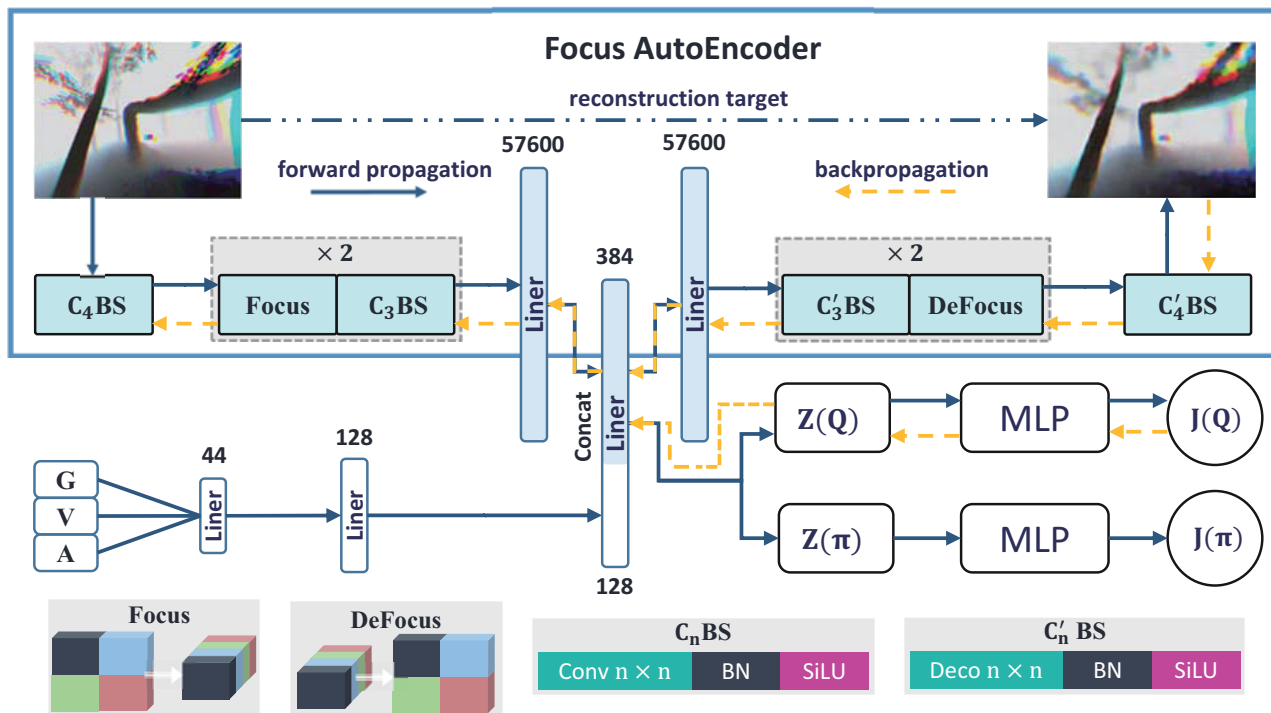 Focus AutoEncoder
reconstruction target
57600
57600
forward propagation
backpropagation
× 2
384
× 2
C₄BS
Focus
C₃BS
Liner
Liner
Liner
C′₃BS
DeFocus
C′₄BS
Concat
Z(Q)
MLP
J(Q)
44
128
G
V
A
Liner
Liner
Z(π)
MLP
J(π)
128
Focus
DeFocus
CₙBS
C′ₙ BS
Conv n × n
BN
SiLU
Deco n × n
BN
SiLU